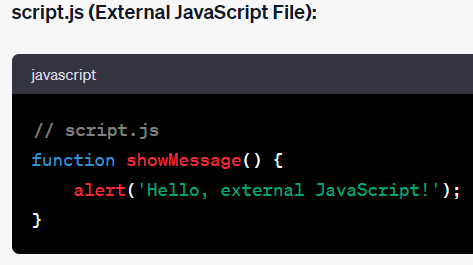 script.js (External JavaScript File):
javascript
// script.js
function showMessage() {
    alert('Hello, external JavaScript!');
}